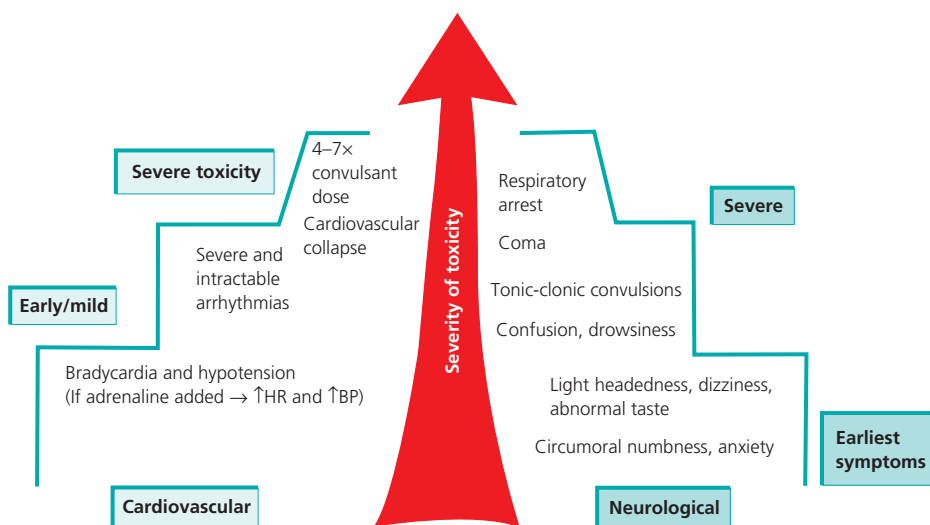 4–7×
convulsant
dose
Severe toxicity
Cardiovascular
collapse
Severe and
intractable
arrhythmias
Early/mild
Bradycardia and hypotension
(If adrenaline added → ↑HR and ↑BP)
Cardiovascular
Severity of toxicity
Respiratory
arrest
Severe
Coma
Tonic-clonic convulsions
Confusion, drowsiness
Light headedness, dizziness,
abnormal taste
Circumoral numbness, anxiety
Earliest
symptoms
Neurological